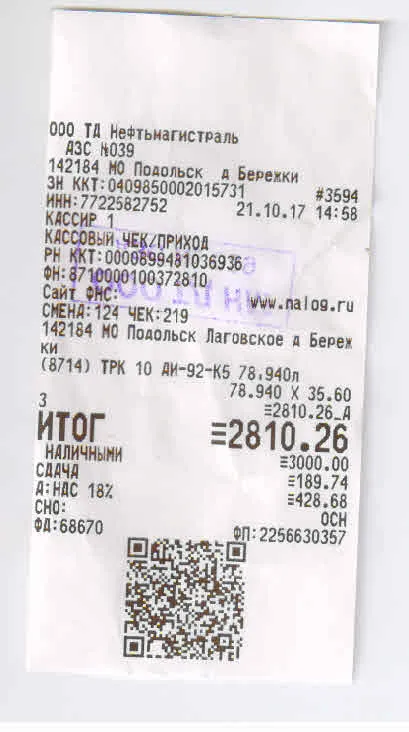 ООО ТД Нефтьмагистраль
АЗС №039
142184 МО Подольск д Бережки
ЗН ККТ:0409850002015731 #3594
ИНН:7722582752 21.10.17 14:58
КАССИР 1
КАССОВЫЙ ЧЕК/ПРИХОД
РН ККТ:0000899481036936
ФН:8710000100372810
Сайт ФНС: www.nalog.ru
СМЕНА:124 ЧЕК:219
142184 МО Подольск Лаговское д Береж
ки
(8714) ТРК 10 АИ-92-К5 78.940л
78.940 X 35.60
3 ≡2810.26_А
ИТОГ ≡2810.26
НАЛИЧНЫМИ ≡3000.00
СДАЧА ≡189.74
А:НДС 18% ≡428.68
СНО: ОСН
ФД:68670 ФП:2256630357